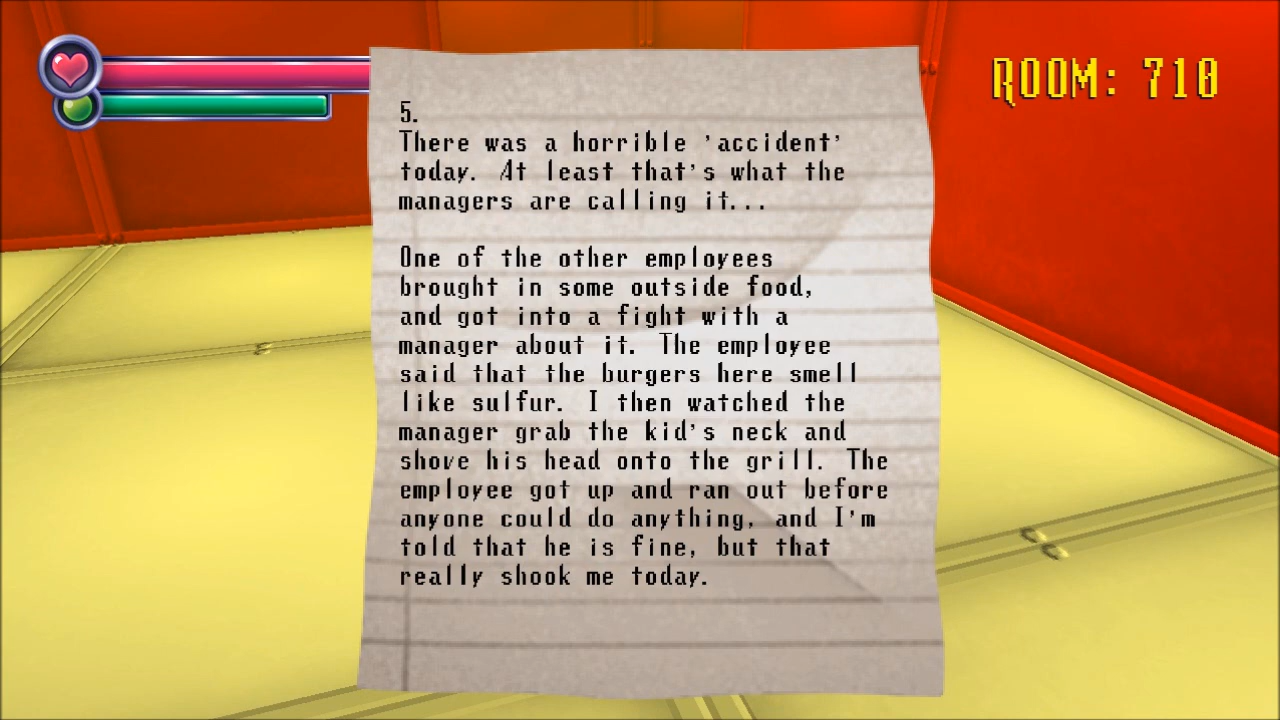 ROOM: 710
5.
There was a horrible 'accident'
today. At least that's what the
managers are calling it...
One of the other employees
brought in some outside food,
and got into a fight with a
manager about it. The employee
said that the burgers here smell
like sulfur. I then watched the
manager grab the kid's neck and
shove his head onto the grill. The
employee got up and ran out before
anyone could do anything, and I'm
told that he is fine, but that
really shook me today.